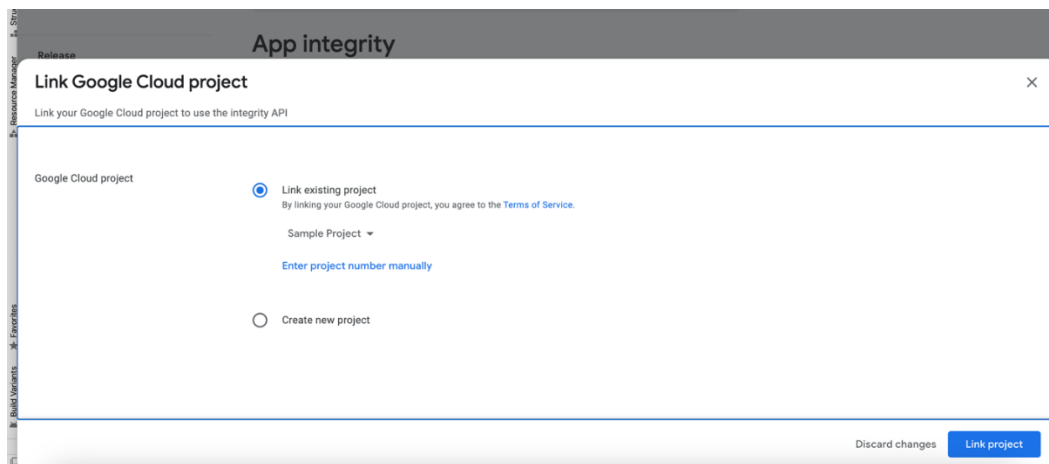 Release
App integrity
Resource Manager
Link Google Cloud project
Link your Google Cloud project to use the integrity API
Google Cloud project
Link existing project
By linking your Google Cloud project, you agree to the Terms of Service.
Sample Project
Enter project number manually
Create new project
Favorites
Build Variants
Discard changes
Link project